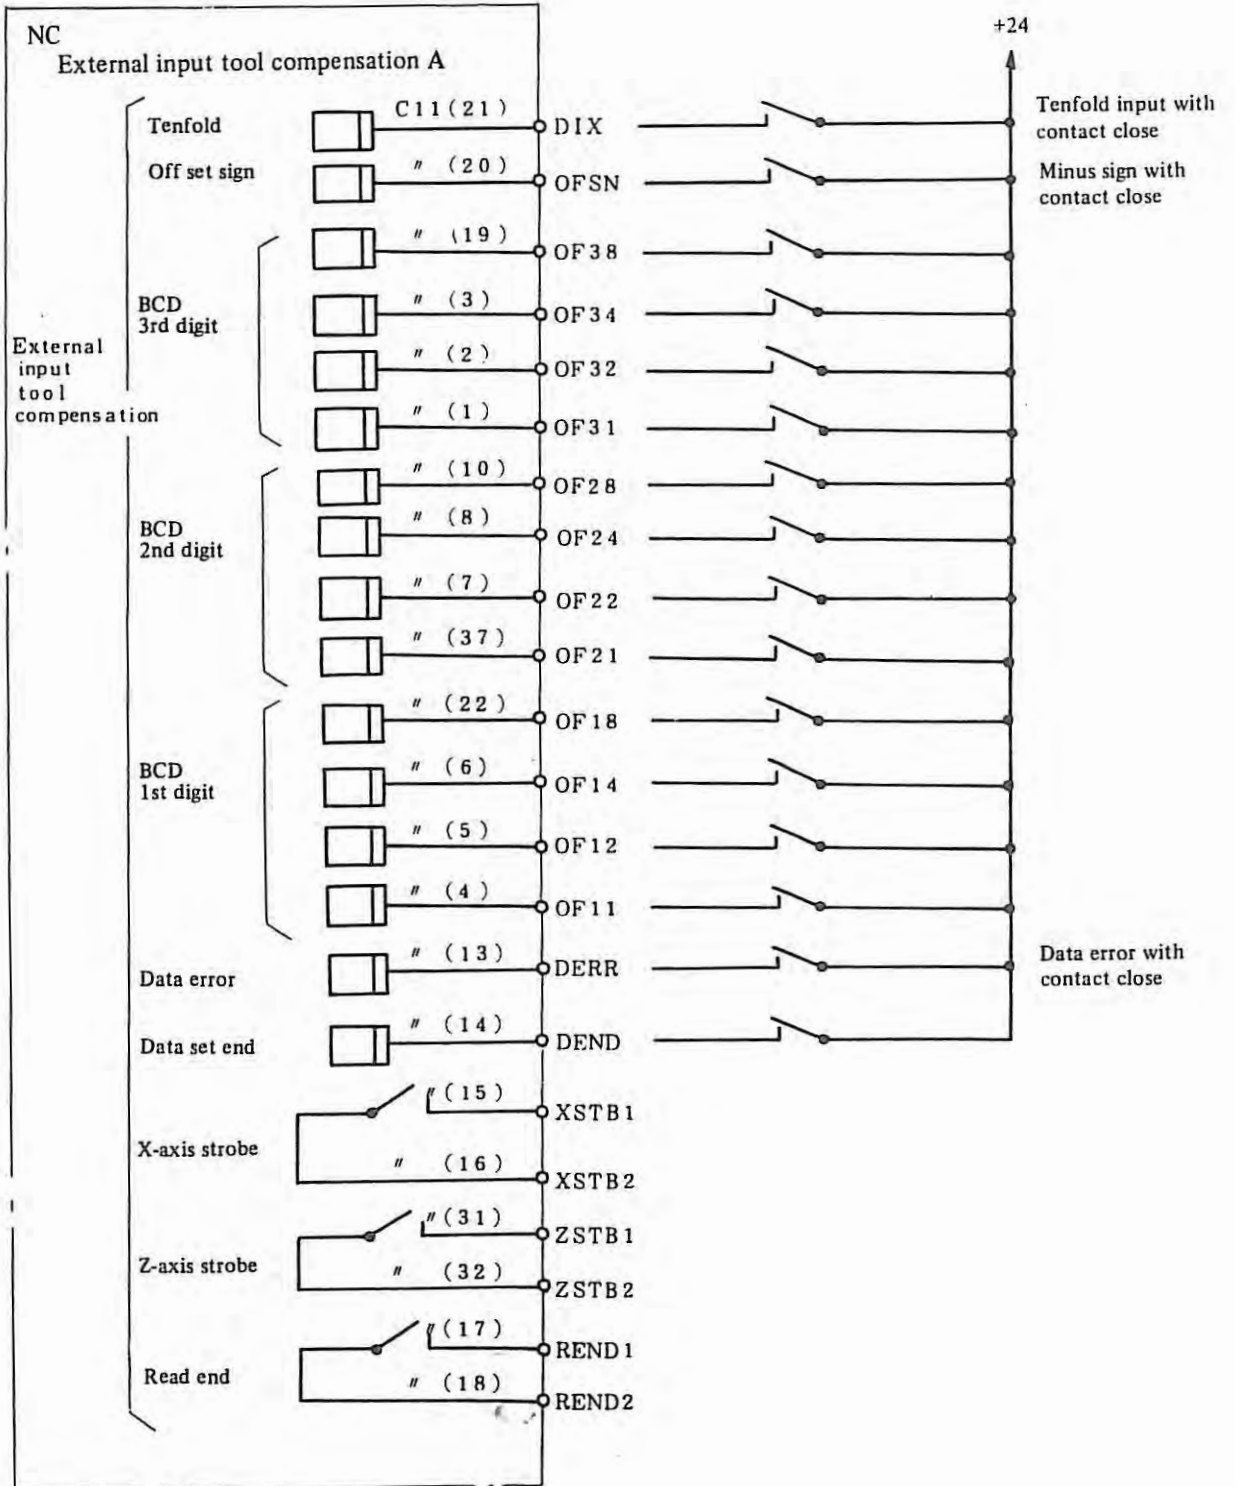 NC
External input tool compensation A
+24
Tenfold
C11(21)
DIX
Tenfold input with
contact close
Off set sign
〃 (20)
OFSN
Minus sign with
contact close
〃 (19)
OF38
BCD
3rd digit
〃 (3)
OF34
External
input
tool
compensation
〃 (2)
OF32
〃 (1)
OF31
〃 (10)
OF28
BCD
2nd digit
〃 (8)
OF24
〃 (7)
OF22
〃 (37)
OF21
〃 (22)
OF18
BCD
1st digit
〃 (6)
OF14
〃 (5)
OF12
〃 (4)
OF11
Data error
〃 (13)
DERR
Data error with
contact close
Data set end
〃 (14)
DEND
X-axis strobe
〃 (15)
XSTB1
〃 (16)
XSTB2
Z-axis strobe
〃 (31)
ZSTB1
〃 (32)
ZSTB2
Read end
〃 (17)
REND1
〃 (18)
REND2